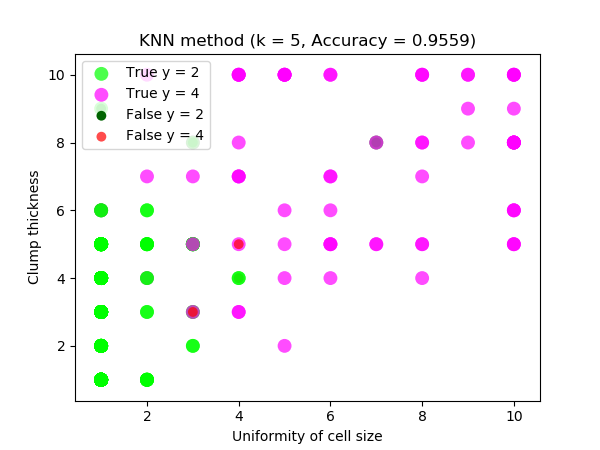 KNN method (k = 5, Accuracy = 0.9559)
True y = 2
True y = 4
False y = 2
False y = 4
Clump thickness
10
8
6
4
2
2 4 6 8 10
Uniformity of cell size